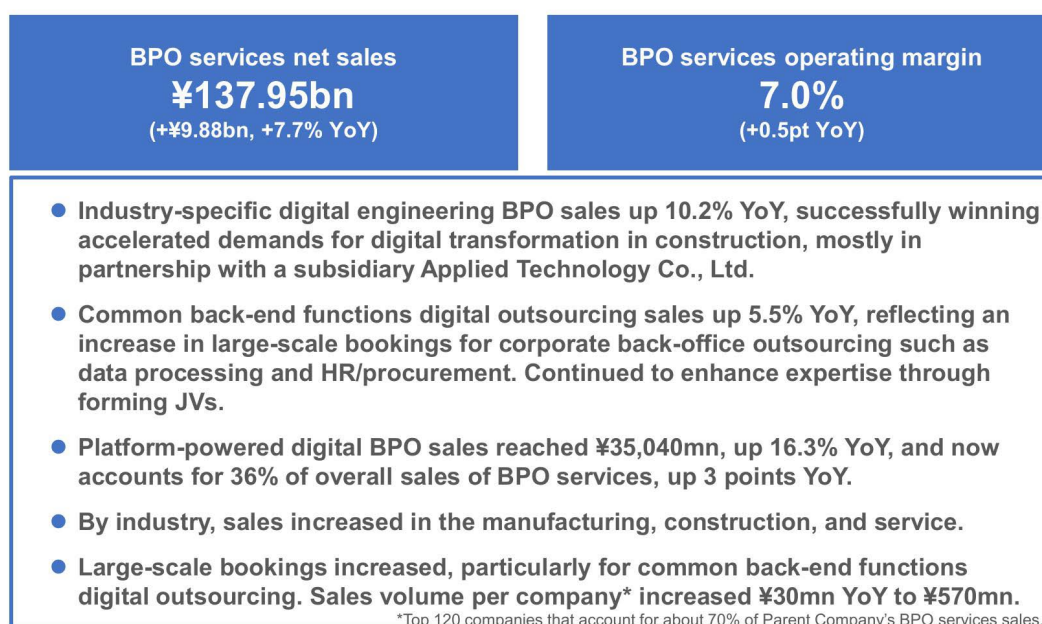 BPO services net sales
¥137.95bn
(+¥9.88bn, +7.7% YoY)
BPO services operating margin
7.0%
(+0.5pt YoY)
● Industry-specific digital engineering BPO sales up 10.2% YoY, successfully winning
accelerated demands for digital transformation in construction, mostly in
partnership with a subsidiary Applied Technology Co., Ltd.
● Common back-end functions digital outsourcing sales up 5.5% YoY, reflecting an
increase in large-scale bookings for corporate back-office outsourcing such as
data processing and HR/procurement. Continued to enhance expertise through
forming JVs.
● Platform-powered digital BPO sales reached ¥35,040mn, up 16.3% YoY, and now
accounts for 36% of overall sales of BPO services, up 3 points YoY.
● By industry, sales increased in the manufacturing, construction, and service.
● Large-scale bookings increased, particularly for common back-end functions
digital outsourcing. Sales volume per company* increased ¥30mn YoY to ¥570mn.
*Top 120 companies that account for about 70% of Parent Company's BPO services sales